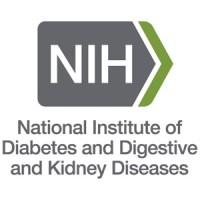 NIH
National Institute of
Diabetes and Digestive
and Kidney Diseases